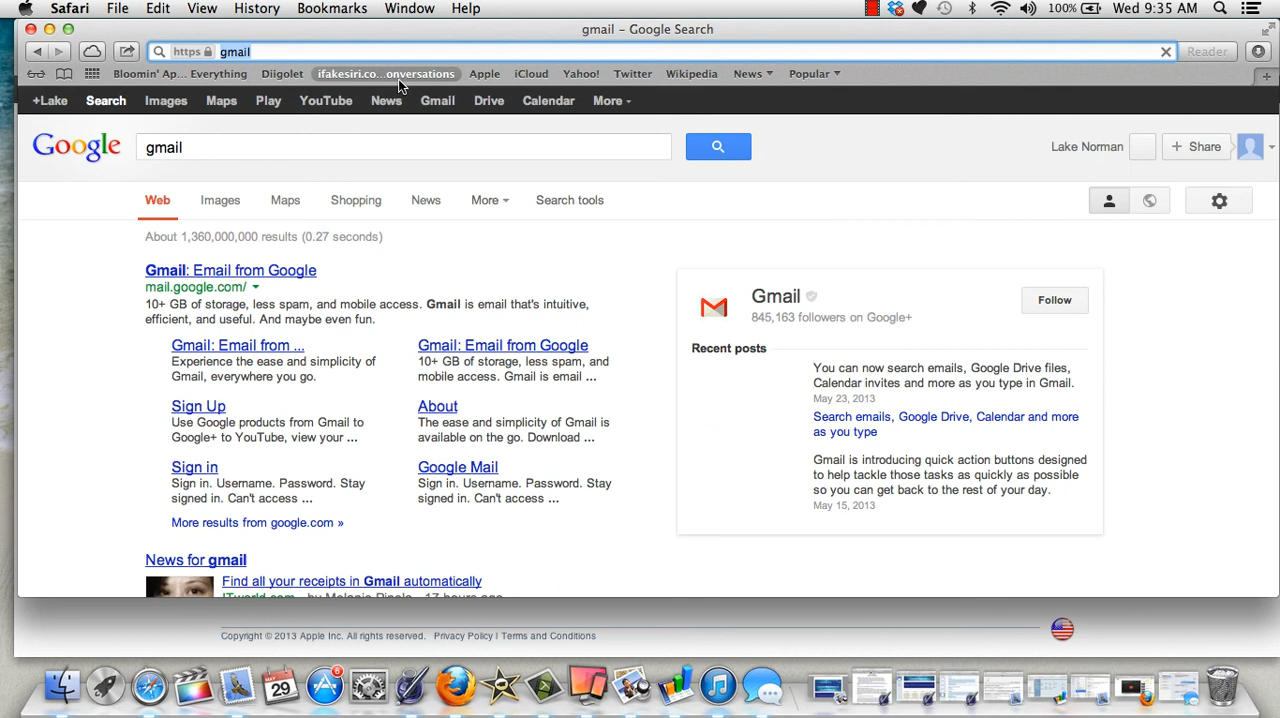 Safari File Edit View History Bookmarks Window Help 100% Wed 9:35 AM
gmail – Google Search
https gmail Reader
Bloomin' Ap... Everything Diigolet ifakesiri.co...onversations Apple iCloud Yahoo! Twitter Wikipedia News Popular
+Lake Search Images Maps Play YouTube News Gmail Drive Calendar More
Google gmail Lake Norman + Share
Web Images Maps Shopping News More Search tools
About 1,360,000,000 results (0.27 seconds)
Gmail: Email from Google
mail.google.com/
10+ GB of storage, less spam, and mobile access. Gmail is email that's intuitive,
efficient, and useful. And maybe even fun.
Gmail: Email from ...
Experience the ease and simplicity of
Gmail, everywhere you go.
Gmail: Email from Google
10+ GB of storage, less spam, and
mobile access. Gmail is email ...
Sign Up
Use Google products from Gmail to
Google+ to YouTube, view your ...
About
The ease and simplicity of Gmail is
available on the go. Download ...
Sign in
Sign in. Username. Password. Stay
signed in. Can't access ...
Google Mail
Sign in. Username. Password. Stay
signed in. Can't access ...
More results from google.com »
News for gmail
Find all your receipts in Gmail automatically
ITworld.com - by Melanie Pinola - 17 hours ago
Gmail
845,163 followers on Google+
Follow
Recent posts
You can now search emails, Google Drive files,
Calendar invites and more as you type in Gmail.
May 23, 2013
Search emails, Google Drive, Calendar and more
as you type
Gmail is introducing quick action buttons designed
to help tackle those tasks as quickly as possible
so you can get back to the rest of your day.
May 15, 2013
Copyright © 2013 Apple Inc. All rights reserved. Privacy Policy | Terms and Conditions
MAY
29
6